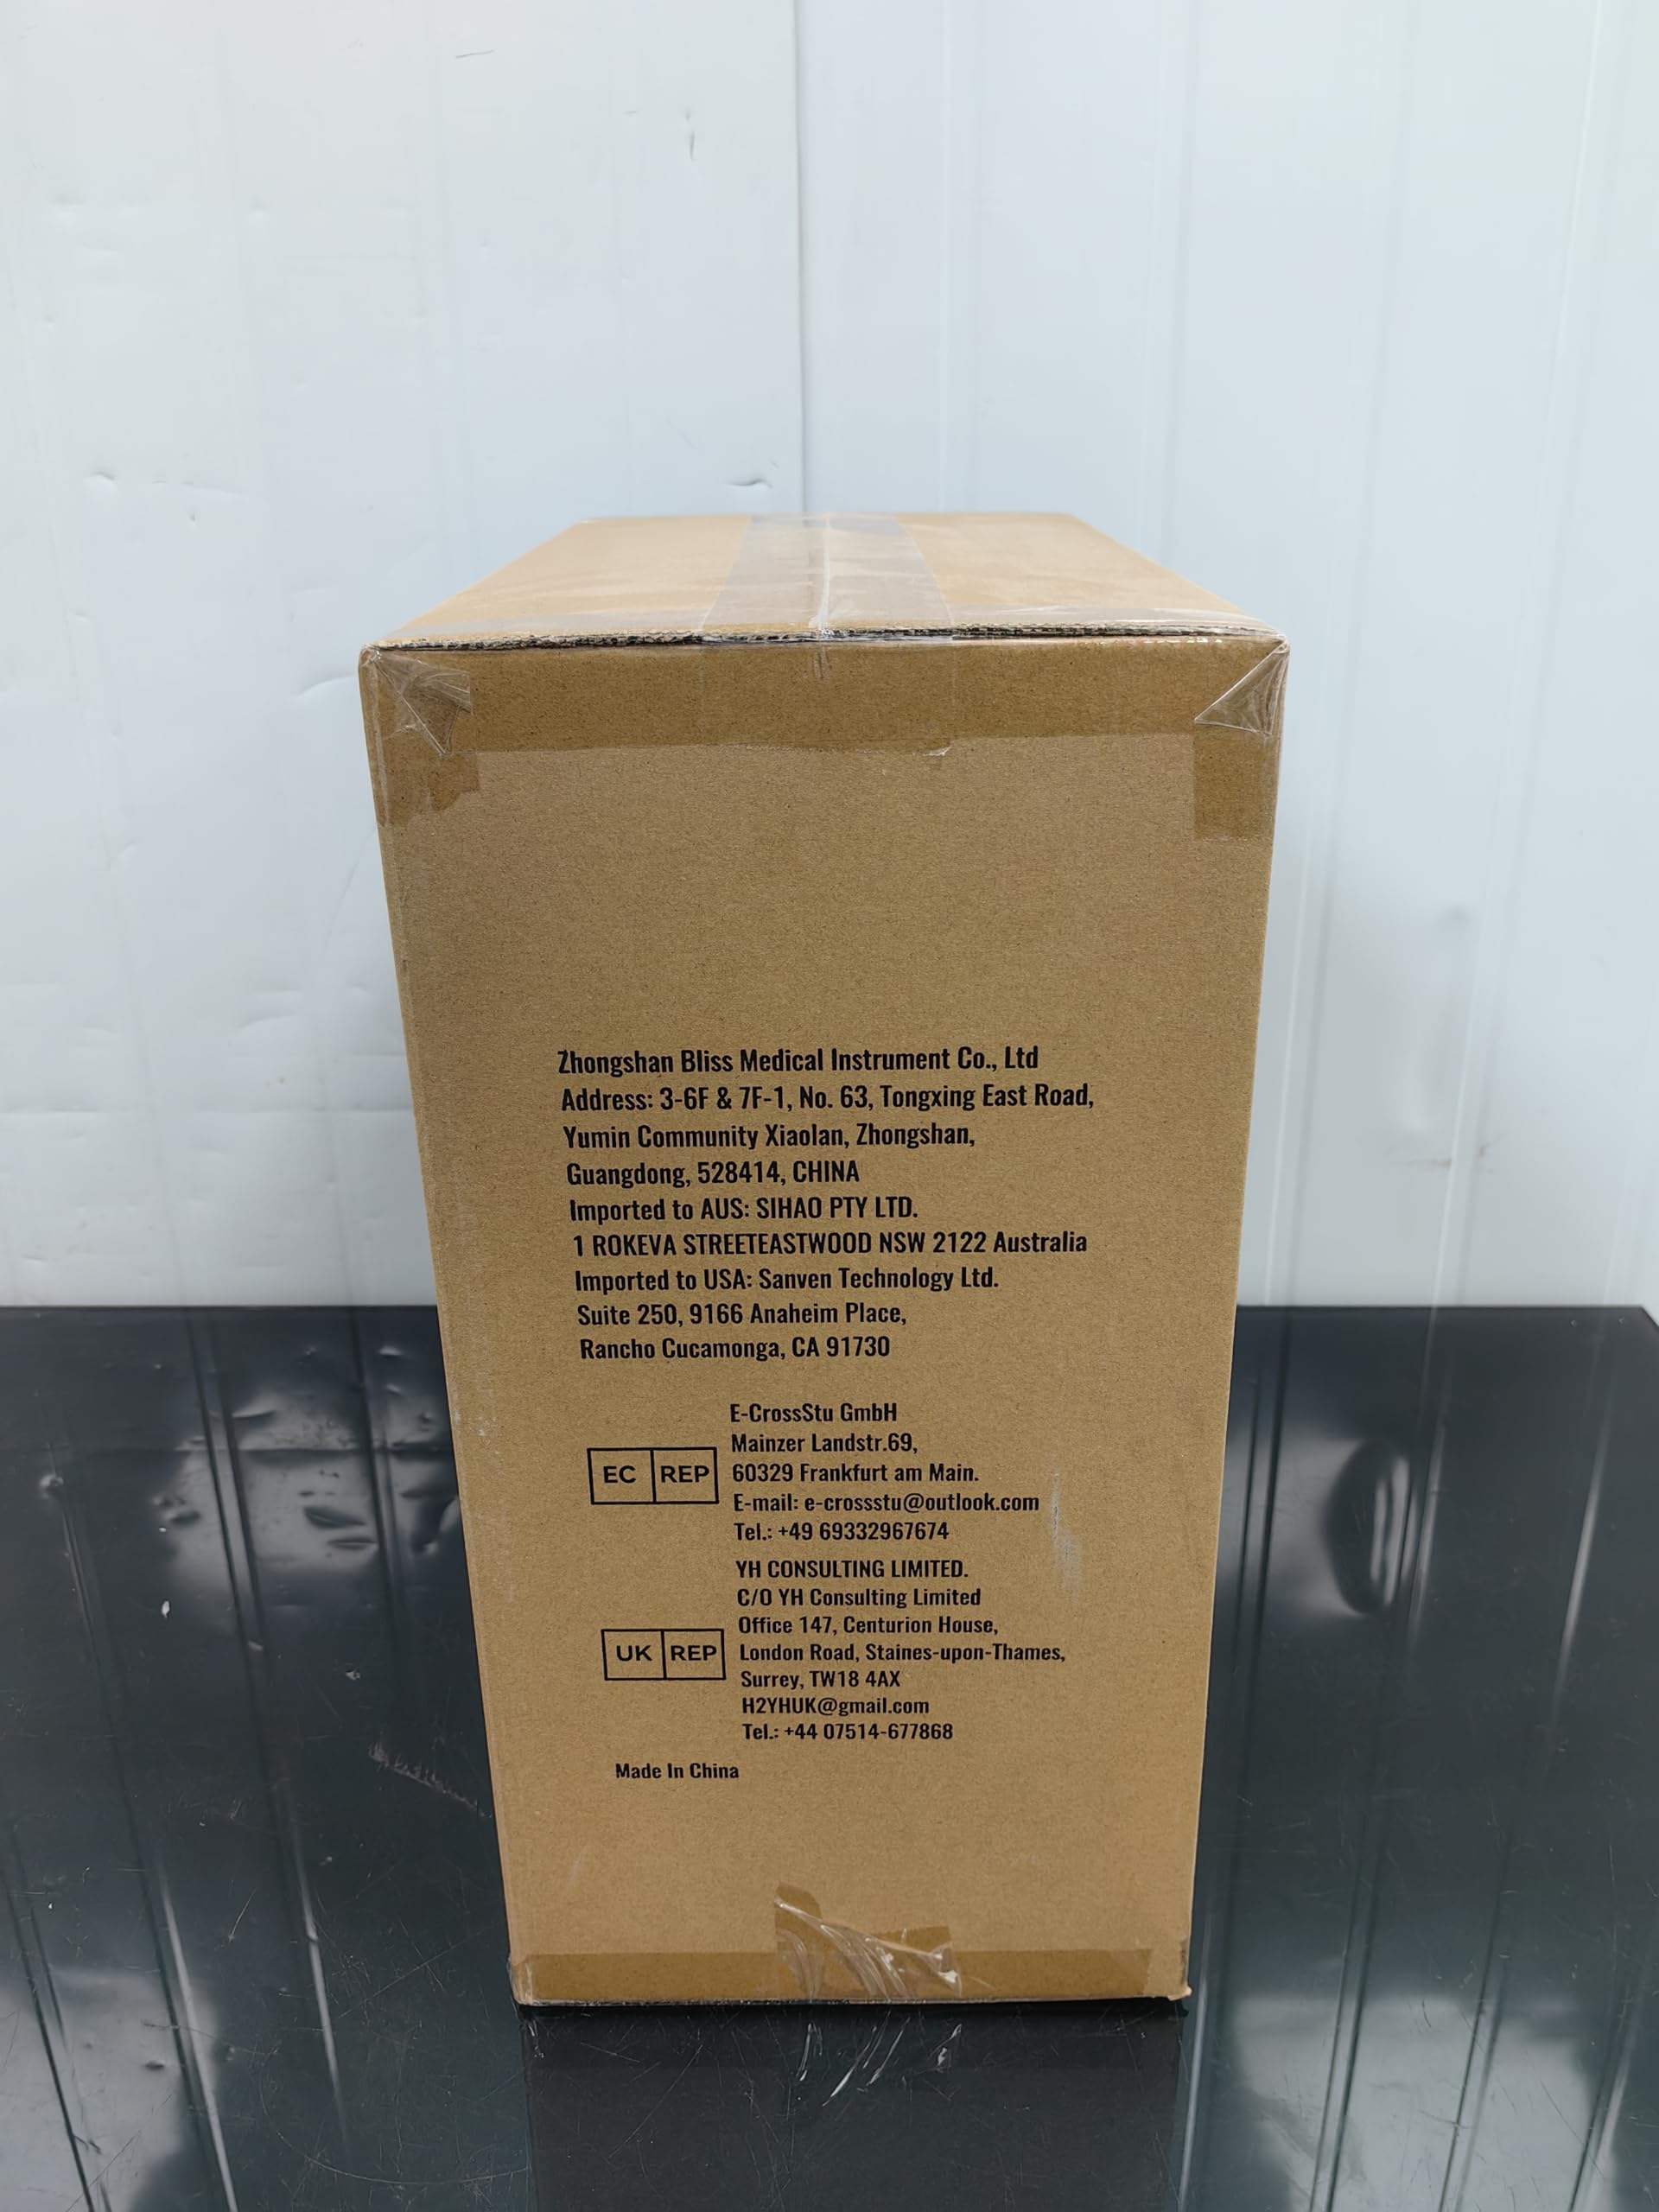 Zhongshan Bliss Medical Instrument Co., Ltd
Address: 3-6F & 7F-1, No. 63, Tongxing East Road,
Yumin Community Xiaolan, Zhongshan,
Guangdong, 528414, CHINA
Imported to AUS: SIHAO PTY LTD.
1 ROKEVA STREETEASTWOOD NSW 2122 Australia
Imported to USA: Sanven Technology Ltd.
Suite 250, 9166 Anaheim Place,
Rancho Cucamonga, CA 91730
EC REP
E-CrossStu GmbH
Mainzer Landstr.69,
60329 Frankfurt am Main.
E-mail: e-crossstu@outlook.com
Tel.: +49 69332967674
UK REP
YH CONSULTING LIMITED.
C/O YH Consulting Limited
Office 147, Centurion House,
London Road, Staines-upon-Thames,
Surrey, TW18 4AX
H2YHUK@gmail.com
Tel.: +44 07514-677868
Made In China